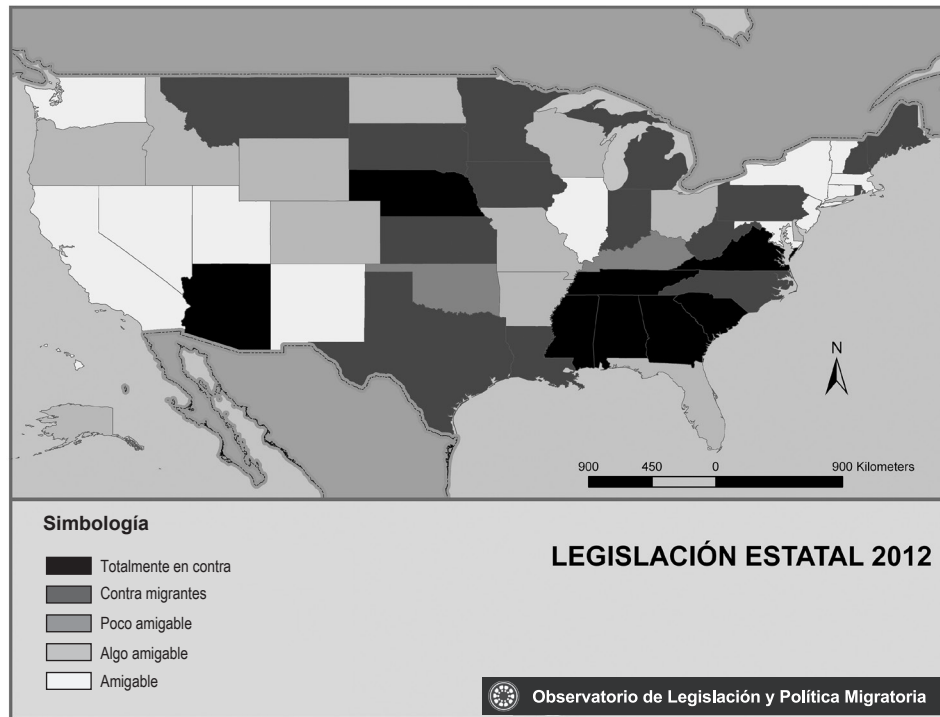 N
900 450 0 900 Kilometers
Simbología
LEGISLACIÓN ESTATAL 2012
Totalmente en contra
Contra migrantes
Poco amigable
Algo amigable
Amigable
Observatorio de Legislación y Política Migratoria